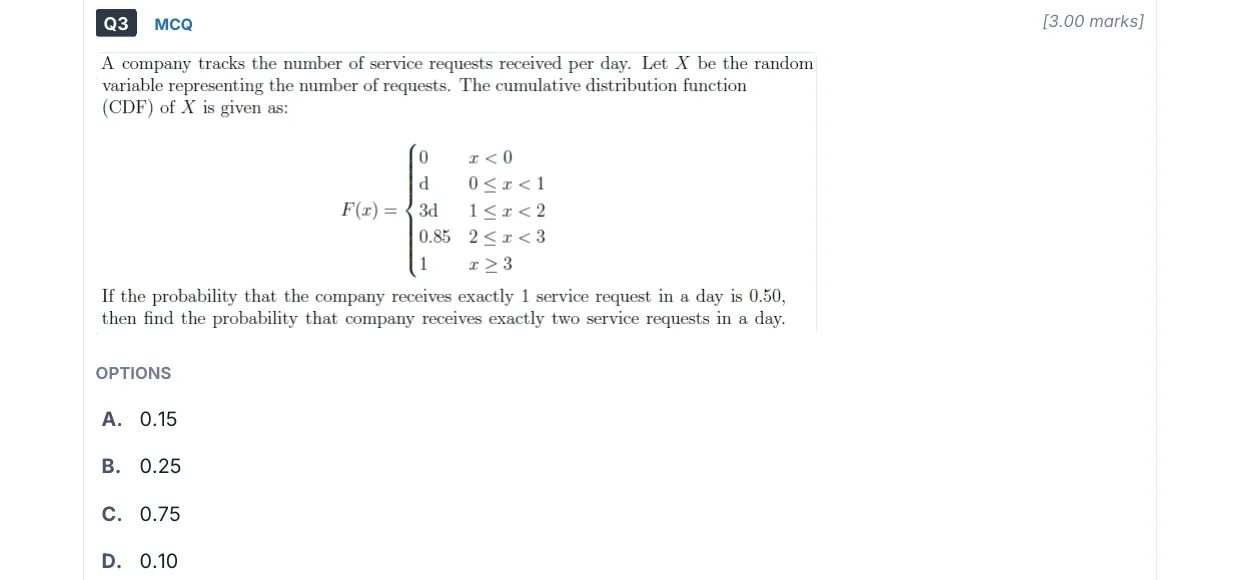 Q3 MCQ [3.00 marks]
A company tracks the number of service requests received per day. Let X be the random
variable representing the number of requests. The cumulative distribution function
(CDF) of X is given as:
F(x) =
0 x < 0
d 0 ≤ x < 1
3d 1 ≤ x < 2
0.85 2 ≤ x < 3
1 x ≥ 3
If the probability that the company receives exactly 1 service request in a day is 0.50,
then find the probability that company receives exactly two service requests in a day.
OPTIONS
A. 0.15
B. 0.25
C. 0.75
D. 0.10